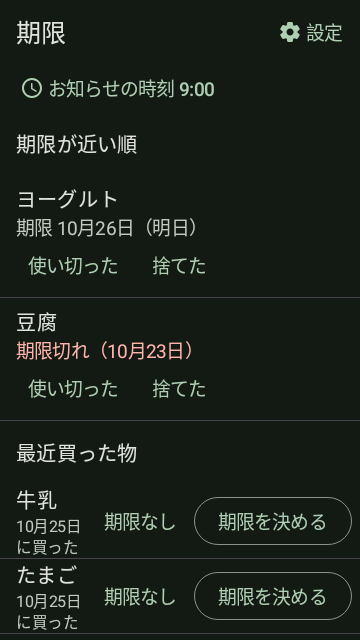 期限
設定
お知らせの時刻 9:00
期限が近い順
ヨーグルト
期限 10月26日（明日）
使い切った 捨てた
豆腐
期限切れ（10月23日）
使い切った 捨てた
最近買った物
牛乳
10月25日
に買った
期限なし
期限を決める
たまご
10月25日
に買った
期限なし
期限を決める